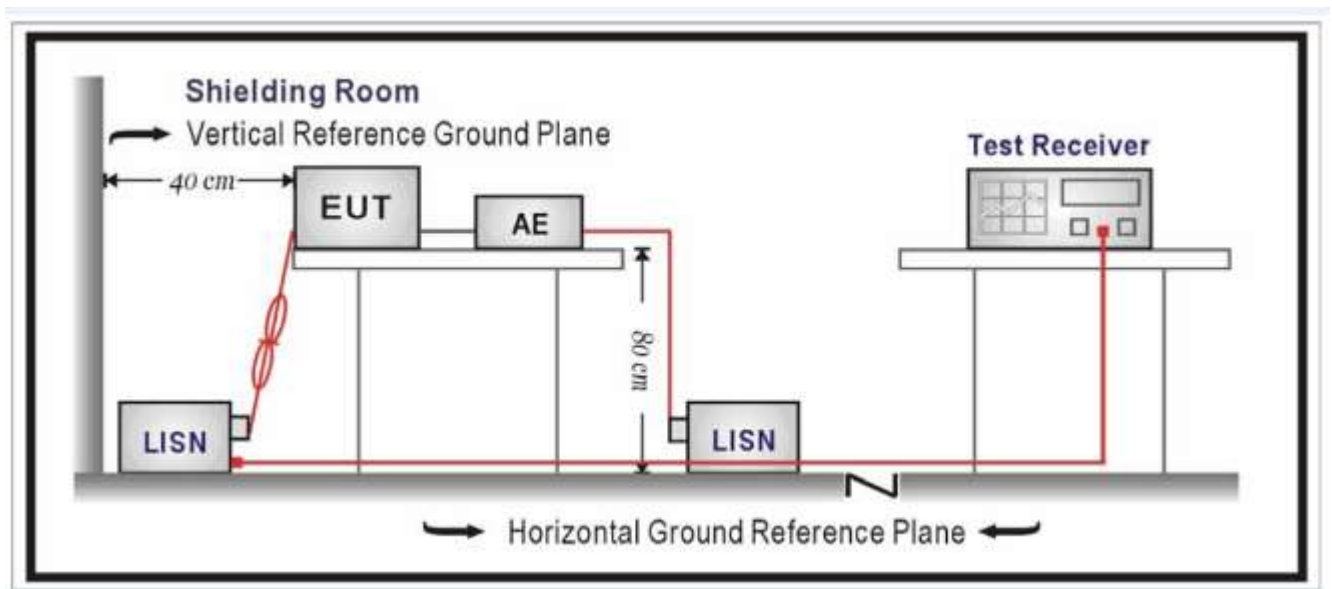 Shielding Room
Vertical Reference Ground Plane
Test Receiver
40 cm
EUT
AE
80 cm
LISN
LISN
Horizontal Ground Reference Plane